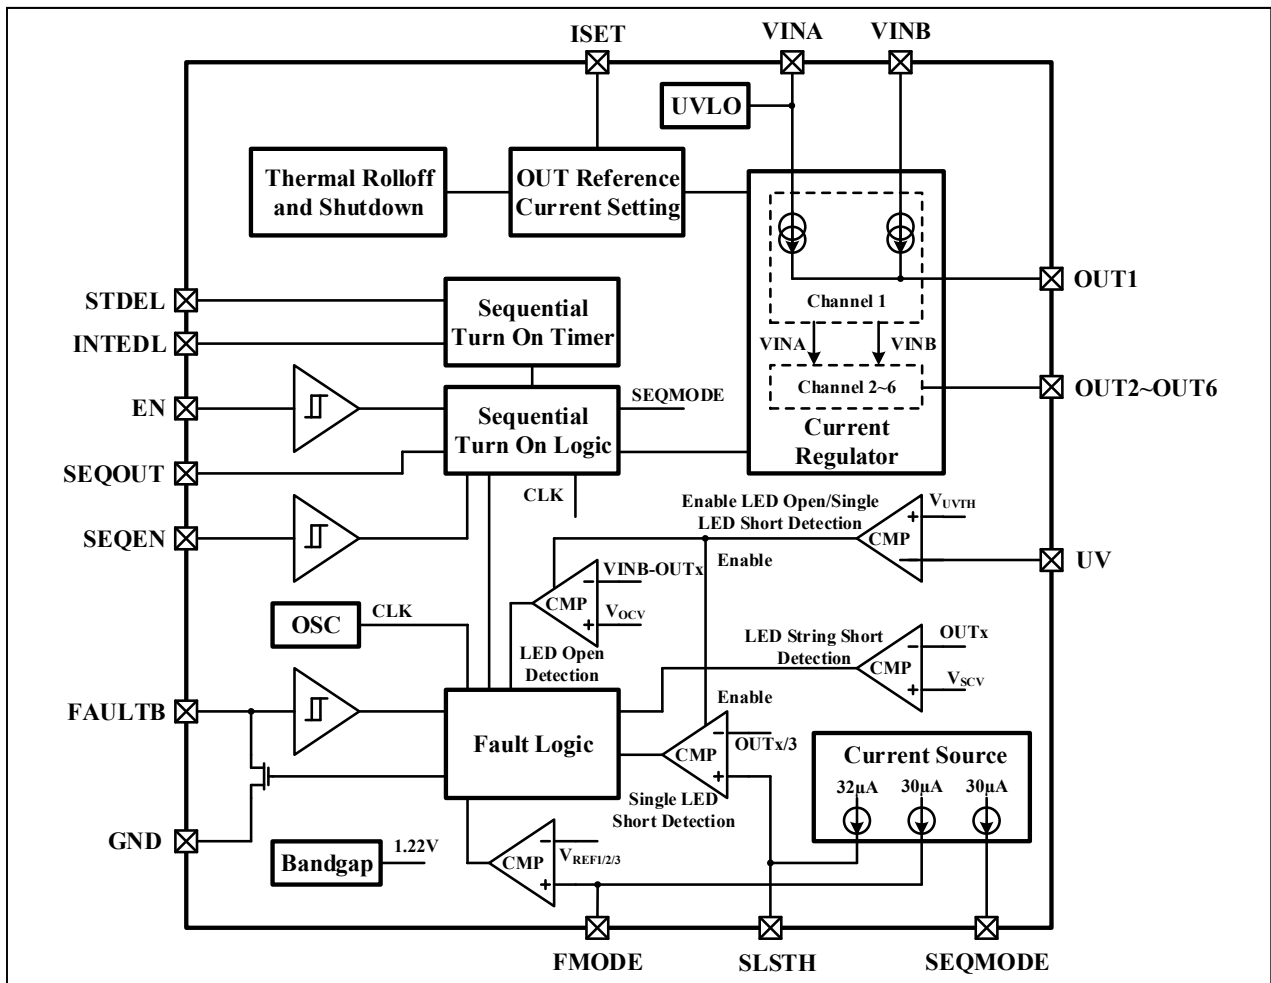 ISET
VINA
VINB
UVLO
Thermal Rolloff
and Shutdown
OUT Reference
Current Setting
STDEL
INTEDL
Sequential
Turn On Timer
Channel 1
OUT1
VINA
VINB
EN
Sequential
Turn On Logic
SEQMODE
Channel 2~6
OUT2~OUT6
Current
Regulator
SEQOUT
CLK
SEQEN
Enable LED Open/Single
LED Short Detection
VUVTH
+
CMP
−
Enable
UV
VINB-OUTx
−
CMP
VOCV
+
LED Open
Detection
OSC
CLK
LED String Short
Detection
OUTx
−
CMP
VSCV
+
FAULTB
Fault Logic
Enable
−
OUTx/3
CMP
+
Single LED
Short Detection
Current Source
32μA
30μA
30μA
GND
Bandgap
1.22V
−
CMP
VREF1/2/3
+
FMODE
SLSTH
SEQMODE